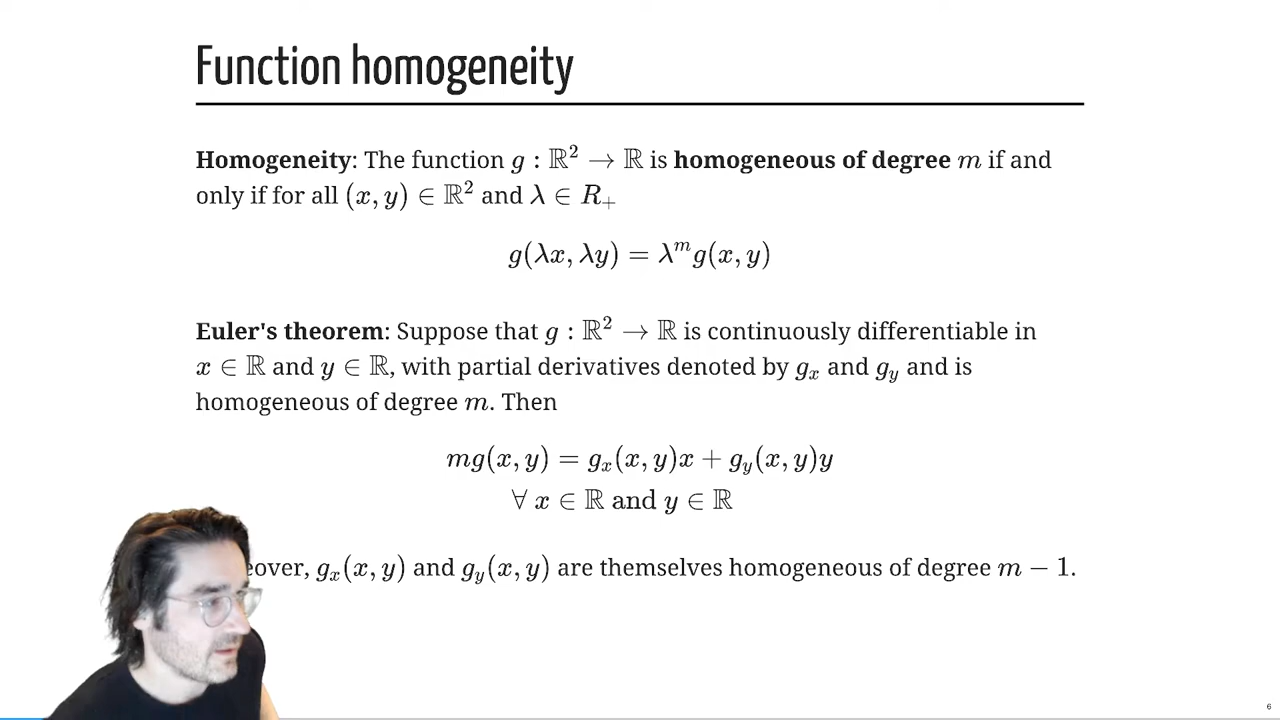 Function homogeneity
Homogeneity: The function g : ℝ² → ℝ is homogeneous of degree m if and
only if for all (x, y) ∈ ℝ² and λ ∈ R₊
g(λx, λy) = λᵐg(x, y)
Euler's theorem: Suppose that g : ℝ² → ℝ is continuously differentiable in
x ∈ ℝ and y ∈ ℝ, with partial derivatives denoted by gₓ and g_y and is
homogeneous of degree m. Then
mg(x, y) = gₓ(x, y)x + g_y(x, y)y
∀ x ∈ ℝ and y ∈ ℝ
gₓ(x, y) and g_y(x, y) are themselves homogeneous of degree m − 1.
6